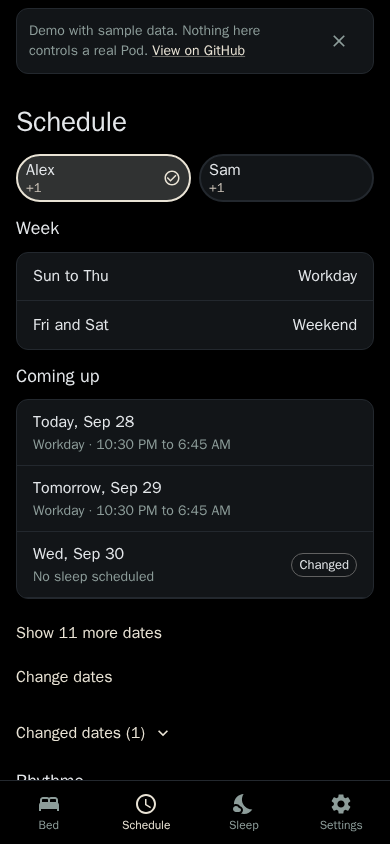 Demo with sample data. Nothing here
controls a real Pod. View on GitHub
Schedule
Alex
+1
Sam
+1
Week
Sun to Thu
Workday
Fri and Sat
Weekend
Coming up
Today, Sep 28
Workday · 10:30 PM to 6:45 AM
Tomorrow, Sep 29
Workday · 10:30 PM to 6:45 AM
Wed, Sep 30
No sleep scheduled
Changed
Show 11 more dates
Change dates
Changed dates (1)
Rhythms
Bed
Schedule
Sleep
Settings